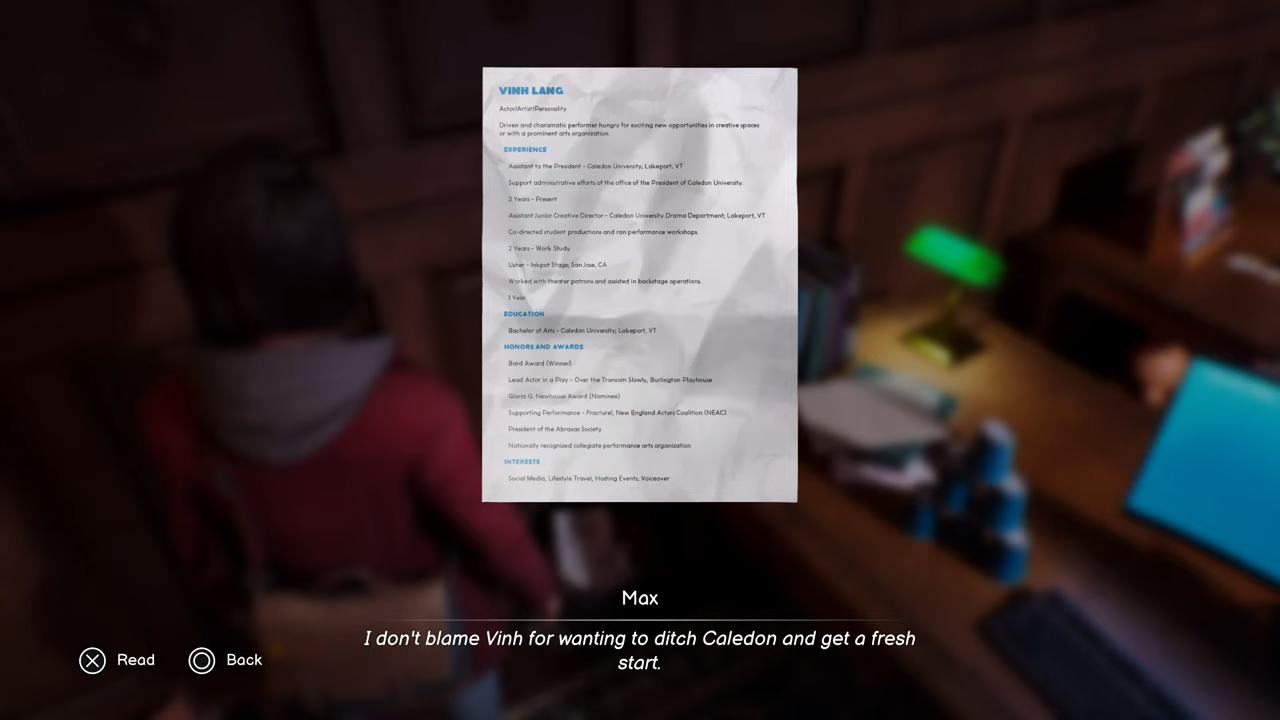 VINH LANG
Actor/Artist/Personality
Driven and charismatic performer hungry for exciting new opportunities in creative spaces
or with a prominent arts organization.
EXPERIENCE
Assistant to the President - Caledon University; Lakeport, VT
Support administrative efforts of the office of the President of Caledon University.
2 Years - Present
Assistant Junior Creative Director - Caledon University Drama Department; Lakeport, VT
Co-directed student productions and ran performance workshops.
2 Years - Work Study
Usher - Inkpot Stage; San Jose, CA
Worked with theater patrons and assisted in backstage operations.
1 Year
EDUCATION
Bachelor of Arts - Caledon University; Lakeport, VT
HONORS AND AWARDS
Bard Award (Winner)
Lead Actor in a Play - Over the Transom Slowly, Burlington Playhouse
Gloria G. Newhouse Award (Nominee)
Supporting Performance - Fracture!, New England Actors Coalition (NEAC)
President of the Abraxas Society
Nationally recognized collegiate performance arts organization
INTERESTS
Social Media, Lifestyle Travel, Hosting Events, Voiceover
Max
I don't blame Vinh for wanting to ditch Caledon and get a fresh
start.
Read
Back